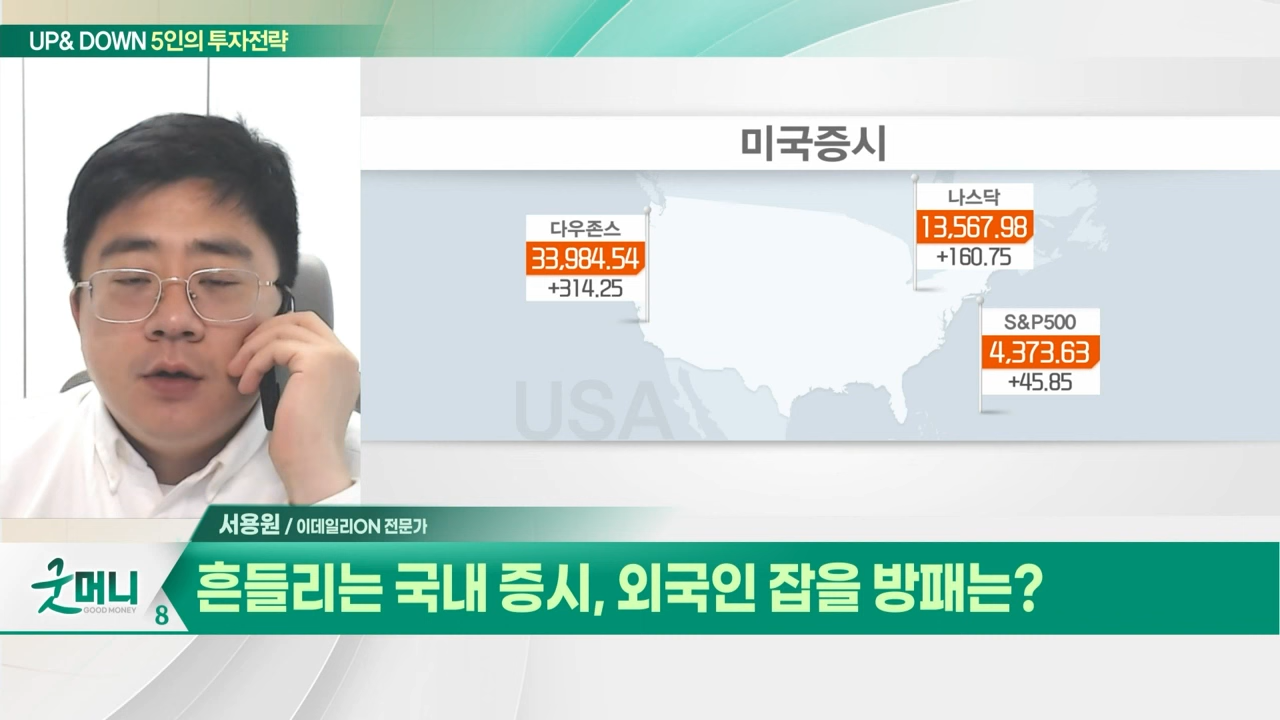 UP& DOWN 5인의 투자전략
미국증시
나스닥
13,567.98
+160.75
다우존스
33,984.54
+314.25
S&P500
4,373.63
+45.85
USA
서용원 / 이데일리ON 전문가
굿머니
GOOD MONEY
8
흔들리는 국내 증시, 외국인 잡을 방패는?